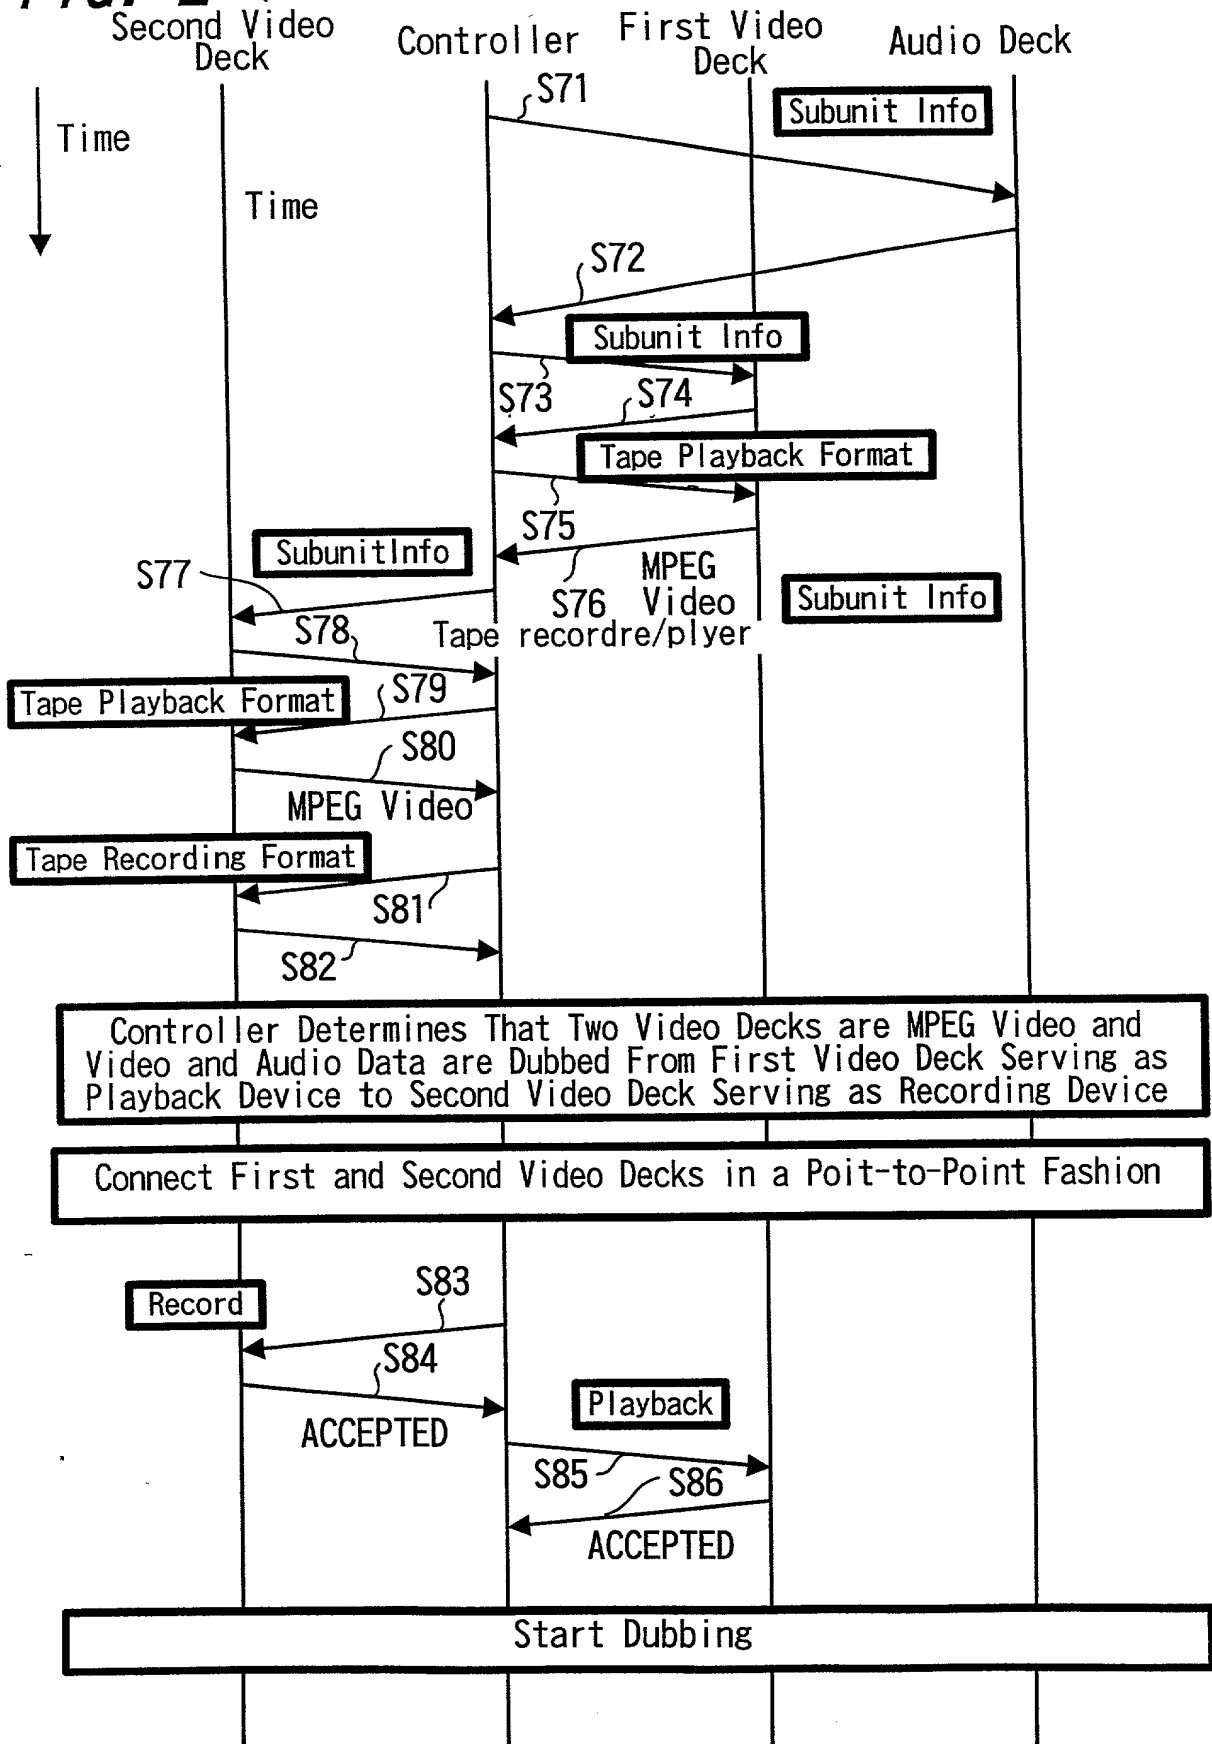 FIG. 2
Second Video
Deck
Controller
First Video
Deck
Audio Deck
S71
Subunit Info
Time
Time
S72
Subunit Info
S73
S74
Tape Playback Format
S75
SubunitInfo
S77
MPEG
Video
S76
Subunit Info
S78
Tape recordre/plyer
Tape Playback Format
S79
S80
MPEG Video
Tape Recording Format
S81
S82
Controller Determines That Two Video Decks are MPEG Video and
Video and Audio Data are Dubbed From First Video Deck Serving as
Playback Device to Second Video Deck Serving as Recording Device
Connect First and Second Video Decks in a Poit-to-Point Fashion
S83
Record
S84
Playback
ACCEPTED
S85
S86
ACCEPTED
Start Dubbing